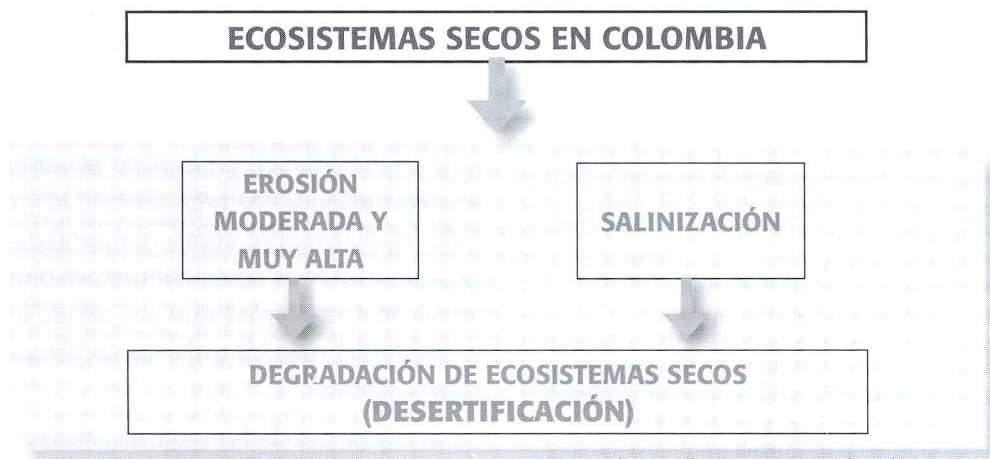 ECOSISTEMAS SECOS EN COLOMBIA
EROSIÓN
MODERADA Y
MUY ALTA
SALINIZACIÓN
DEGRADACIÓN DE ECOSISTEMAS SECOS
(DESERTIFICACIÓN)